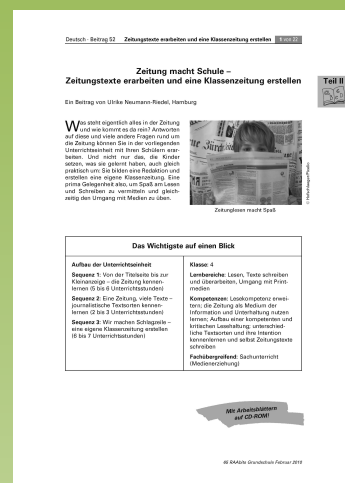 Deutsch · Beitrag 52 Zeitungstexte erarbeiten und eine Klassenzeitung erstellen 1 von 22
Teil II
Zeitung macht Schule –
Zeitungstexte erarbeiten und eine Klassenzeitung erstellen
Ein Beitrag von Ulrike Neumann-Riedel, Hamburg
Was steht eigentlich alles in der Zeitung
und wie kommt es da rein? Antworten
auf diese und viele andere Fragen rund um
die Zeitung können Sie in der vorliegenden
Unterrichtseinheit mit Ihren Schülern erar-
beiten. Und nicht nur das, die Kinder
setzen, was sie gelernt haben, auch gleich
praktisch um: Sie bilden eine Redaktion und
erstellen eine eigene Klassenzeitung. Eine
prima Gelegenheit also, um Spaß am Lesen
und Schreiben zu vermitteln und gleich-
zeitig den Umgang mit Medien zu üben.
Zeitunglesen macht Spaß
Das Wichtigste auf einen Blick
Aufbau der Unterrichtseinheit
Sequenz 1: Von der Titelseite bis zur
Kleinanzeige – die Zeitung kennen-
lernen (5 bis 6 Unterrichtsstunden)
Sequenz 2: Eine Zeitung, viele Texte –
journalistische Textsorten kennen-
lernen (2 bis 3 Unterrichtsstunden)
Sequenz 3: Wir machen Schlagzeile –
eine eigene Klassenzeitung erstellen
(6 bis 7 Unterrichtsstunden)
Klasse: 4
Lernbereiche: Lesen, Texte schreiben
und überarbeiten, Umgang mit Print-
medien
Kompetenzen: Lesekompetenz erwei-
tern; die Zeitung als Medium der
Information und Unterhaltung nutzen
lernen; Aufbau einer kompetenten und
kritischen Lesehaltung; unterschied-
liche Textsorten und ihre Intention
kennenlernen und selbst Zeitungstexte
schreiben
Fachübergreifend: Sachunterricht
(Medienerziehung)
Mit Arbeitsblättern
auf CD-ROM!
46 RAAbits Grundschule Februar 2010